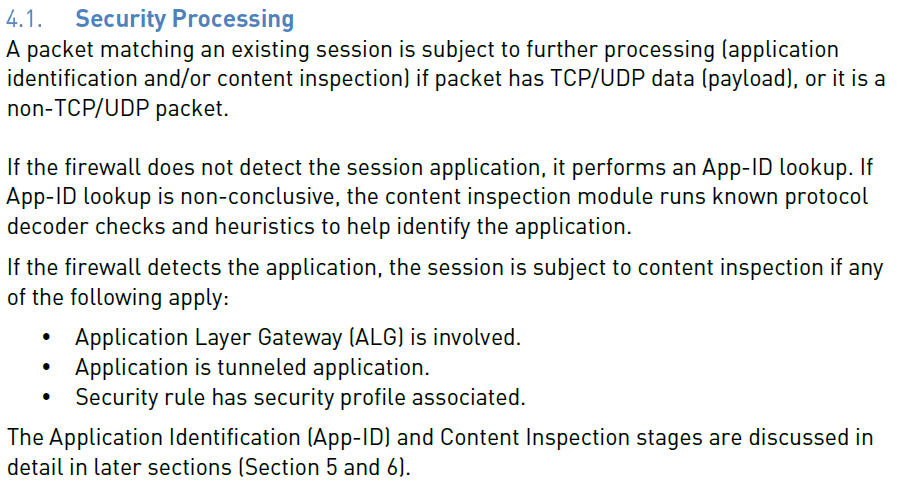 4.1. Security Processing
A packet matching an existing session is subject to further processing (application
identification and/or content inspection) if packet has TCP/UDP data (payload), or it is a
non-TCP/UDP packet.
If the firewall does not detect the session application, it performs an App-ID lookup. If
App-ID lookup is non-conclusive, the content inspection module runs known protocol
decoder checks and heuristics to help identify the application.
If the firewall detects the application, the session is subject to content inspection if any
of the following apply:
• Application Layer Gateway (ALG) is involved.
• Application is tunneled application.
• Security rule has security profile associated.
The Application Identification (App-ID) and Content Inspection stages are discussed in
detail in later sections (Section 5 and 6).